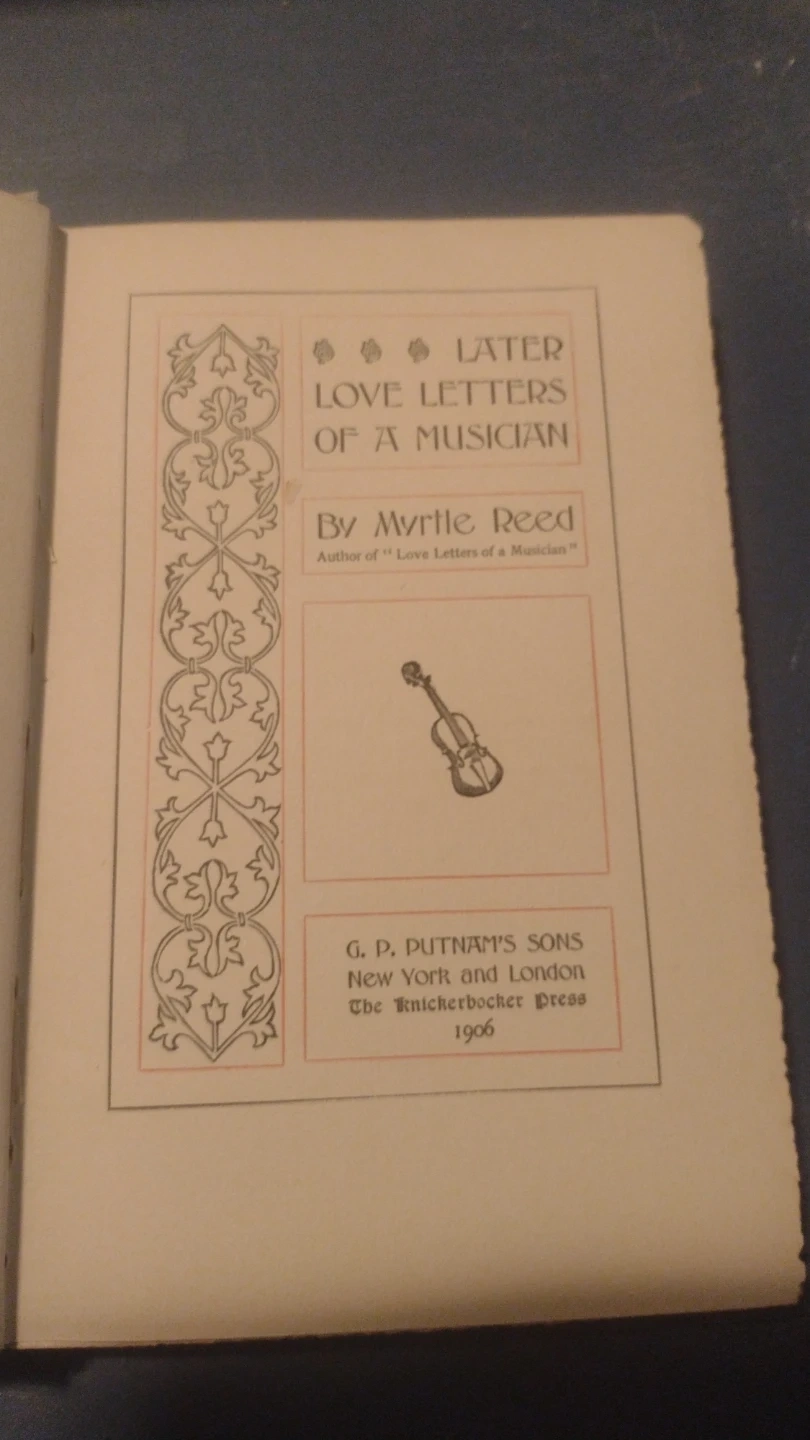 LATER
LOVE LETTERS
OF A MUSICIAN
By Myrtle Reed
Author of "Love Letters of a Musician"
G. P. PUTNAM'S SONS
New York and London
The Knickerbocker Press
1906